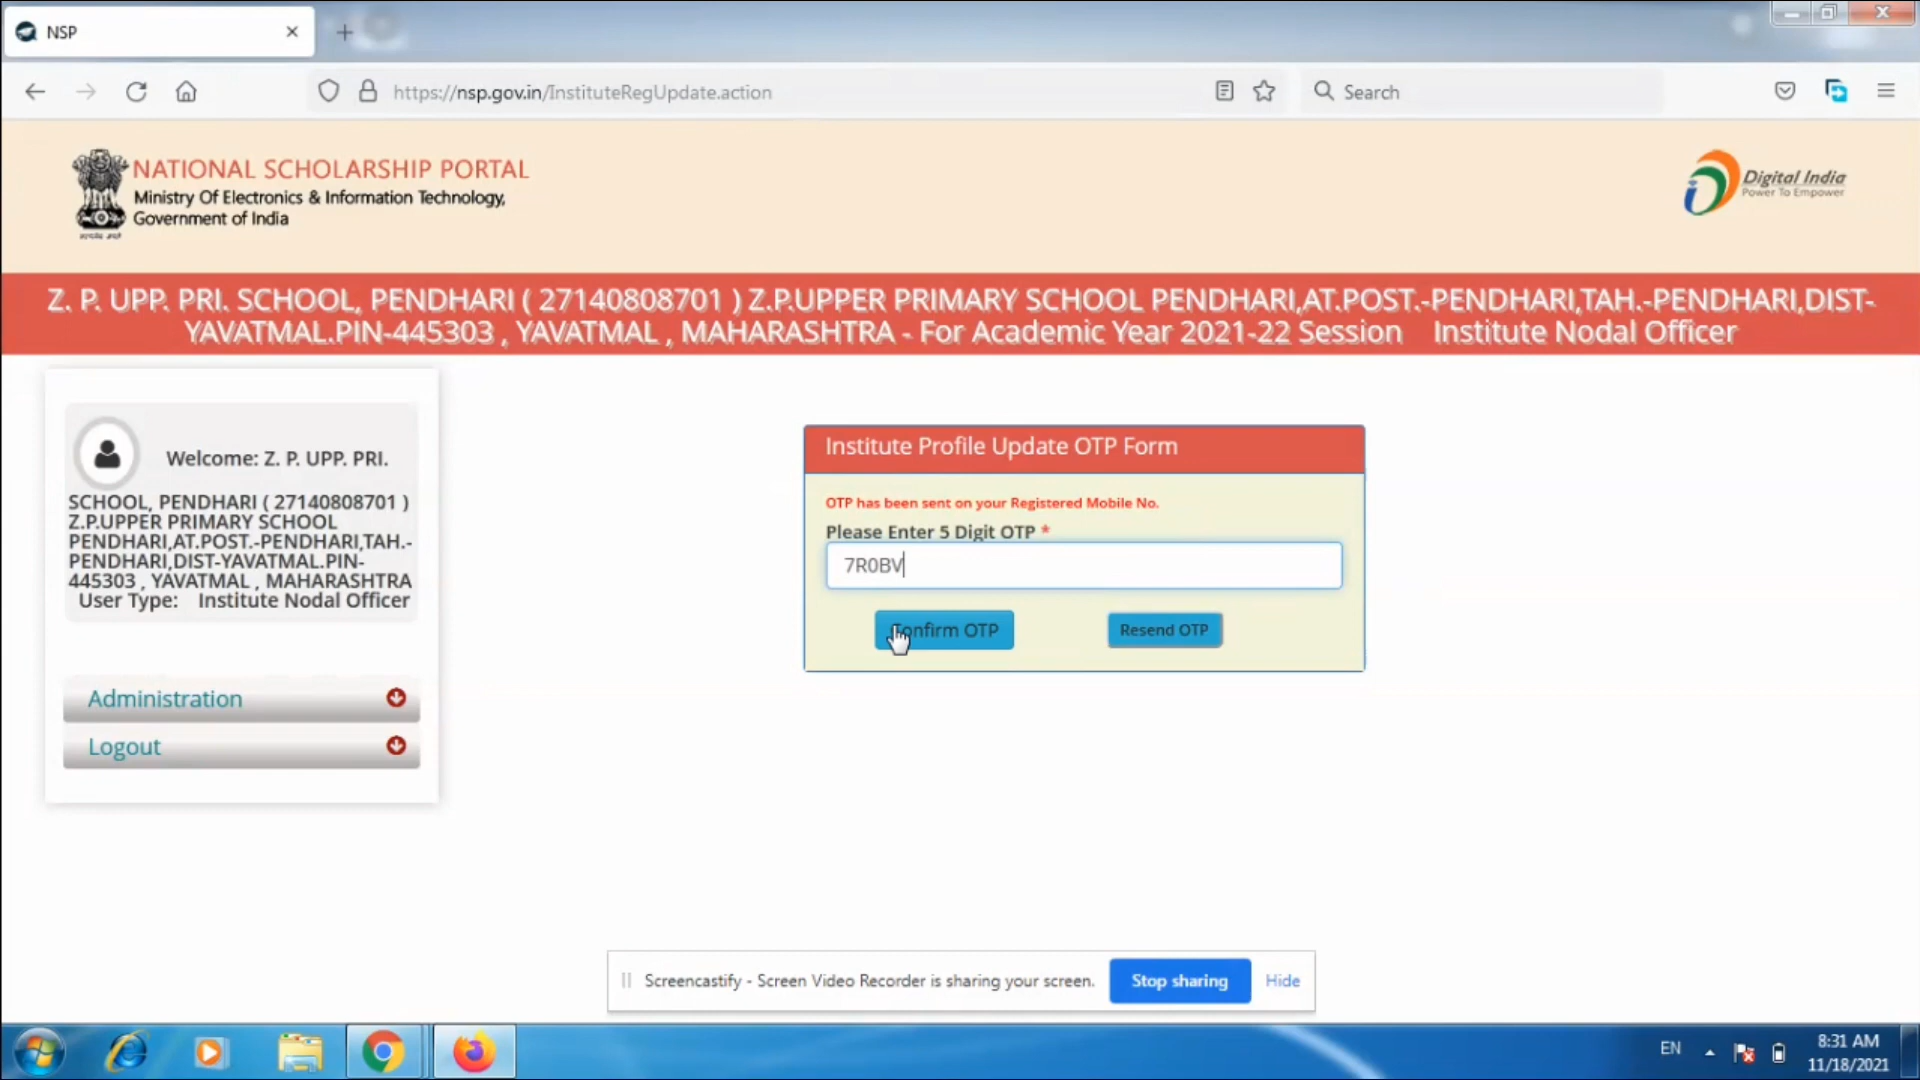 NSP
https://nsp.gov.in/InstituteRegUpdate.action
Search
NATIONAL SCHOLARSHIP PORTAL
Ministry Of Electronics & Information Technology,
Government of India
Digital India
Power To Empower
Z. P. UPP. PRI. SCHOOL, PENDHARI ( 27140808701 ) Z.P.UPPER PRIMARY SCHOOL PENDHARI,AT.POST.-PENDHARI,TAH.-PENDHARI,DIST-
YAVATMAL.PIN-445303 , YAVATMAL , MAHARASHTRA - For Academic Year 2021-22 Session Institute Nodal Officer
Welcome: Z. P. UPP. PRI.
SCHOOL, PENDHARI ( 27140808701 )
Z.P.UPPER PRIMARY SCHOOL
PENDHARI,AT.POST.-PENDHARI,TAH.-
PENDHARI,DIST-YAVATMAL.PIN-
445303 , YAVATMAL , MAHARASHTRA
User Type: Institute Nodal Officer
Administration
Logout
Institute Profile Update OTP Form
OTP has been sent on your Registered Mobile No.
Please Enter 5 Digit OTP *
7R0BV
Confirm OTP
Resend OTP
Screencastify - Screen Video Recorder is sharing your screen.
Stop sharing
Hide
EN
8:31 AM
11/18/2021